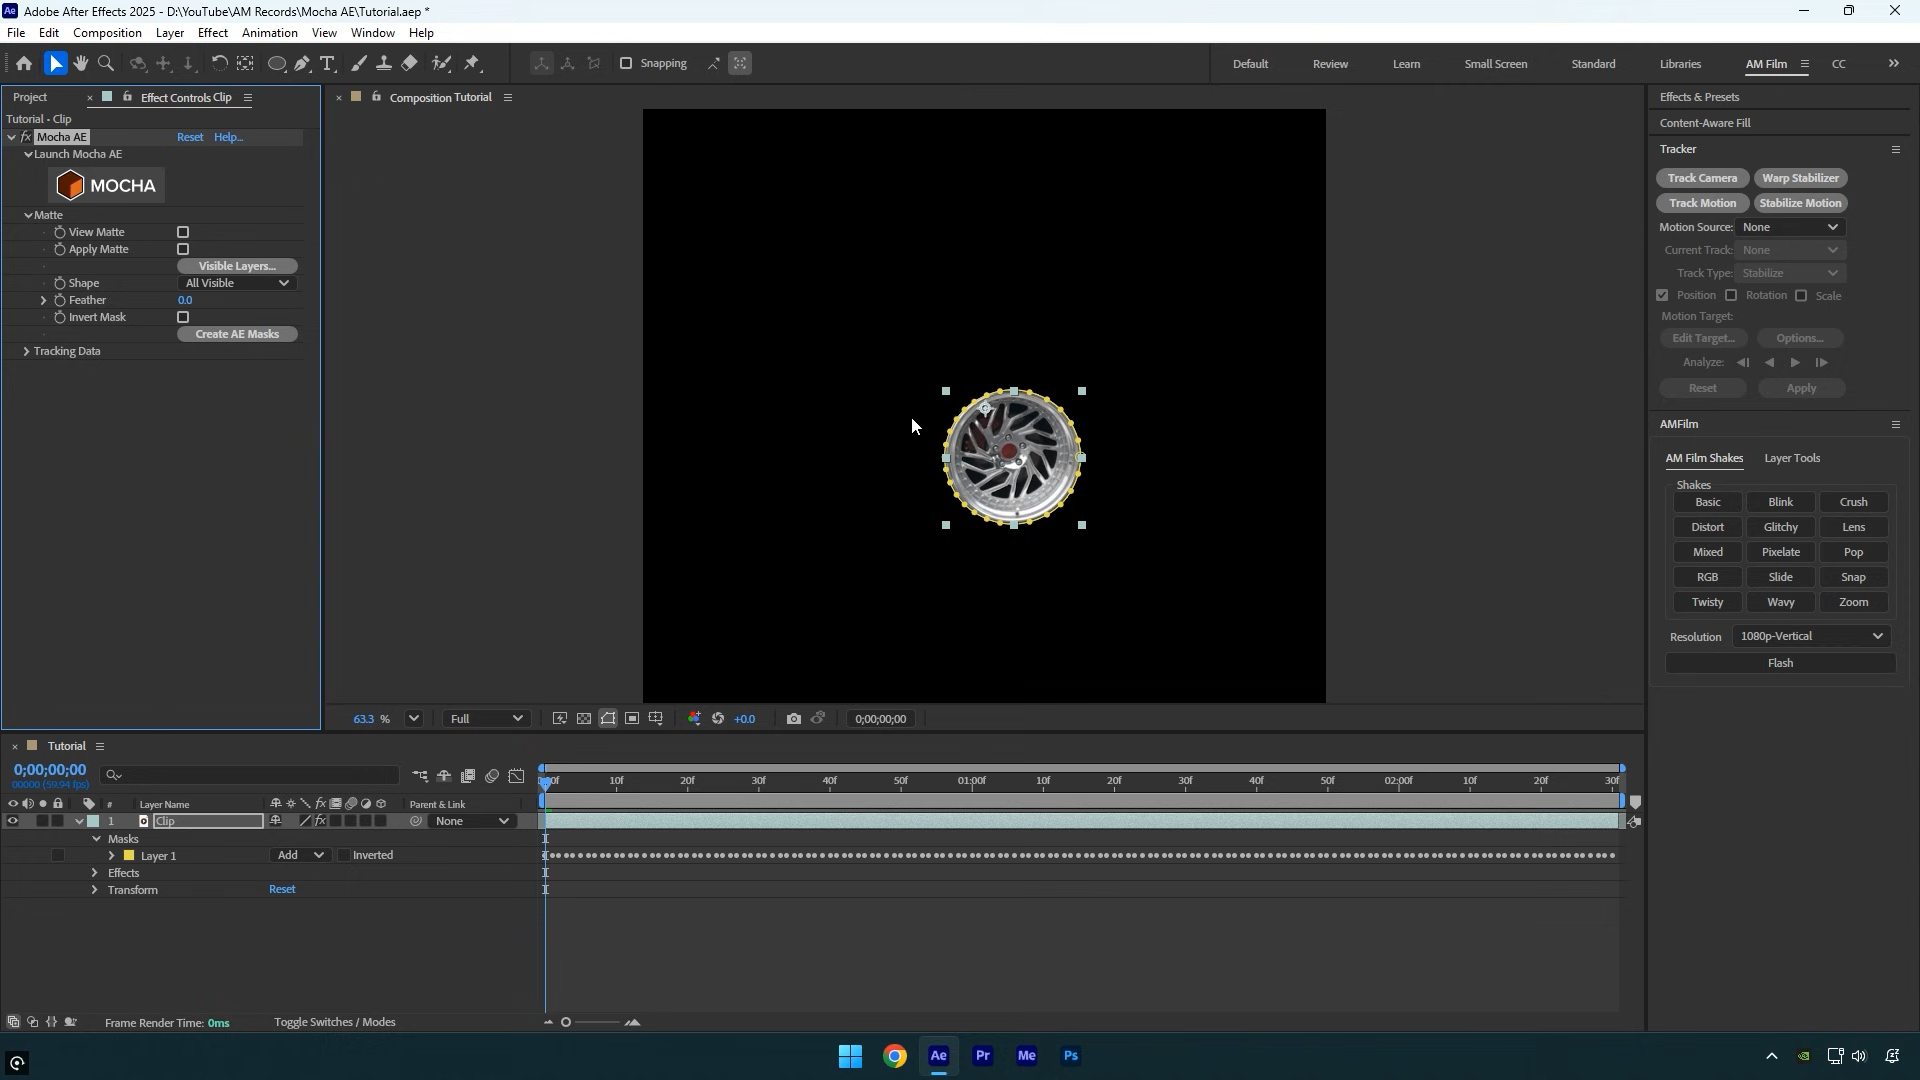 Adobe After Effects 2025 - D:\YouTube\AM Records\Mocha AE\Tutorial.aep *
File Edit Composition Layer Effect Animation View Window Help
Snapping Default Review Learn Small Screen Standard Libraries AM Film CC
Project Effect Controls Clip
Composition Tutorial
Effects & Presets
Tutorial - Clip
Content-Aware Fill
fx Mocha AE Reset Help...
Launch Mocha AE
MOCHA
Matte
View Matte
Apply Matte
Visible Layers...
Shape All Visible
Feather 0.0
Invert Mask
Create AE Masks
Tracking Data
Tracker
Track Camera Warp Stabilizer
Track Motion Stabilize Motion
Motion Source: None
Current Track: None
Track Type: Stabilize
Position Rotation Scale
Motion Target:
Edit Target... Options...
Analyze:
Reset Apply
AMFilm
AM Film Shakes Layer Tools
Shakes
Basic Blink Crush
Distort Glitchy Lens
Mixed Pixelate Pop
RGB Slide Snap
Twisty Wavy Zoom
Resolution 1080p-Vertical
Flash
63.3 % Full +0.0 0;00;00;00
Tutorial
0;00;00;00
00000 (59.94 fps)
10f 20f 30f 40f 50f 01:00f 10f 20f 30f 40f 50f 02:00f 10f 20f 30f
# Layer Name fx Parent & Link
1 Clip fx None
Masks
Layer 1 Add Inverted
Effects
Transform Reset
Frame Render Time: 0ms Toggle Switches / Modes
Ae Pr Me Ps